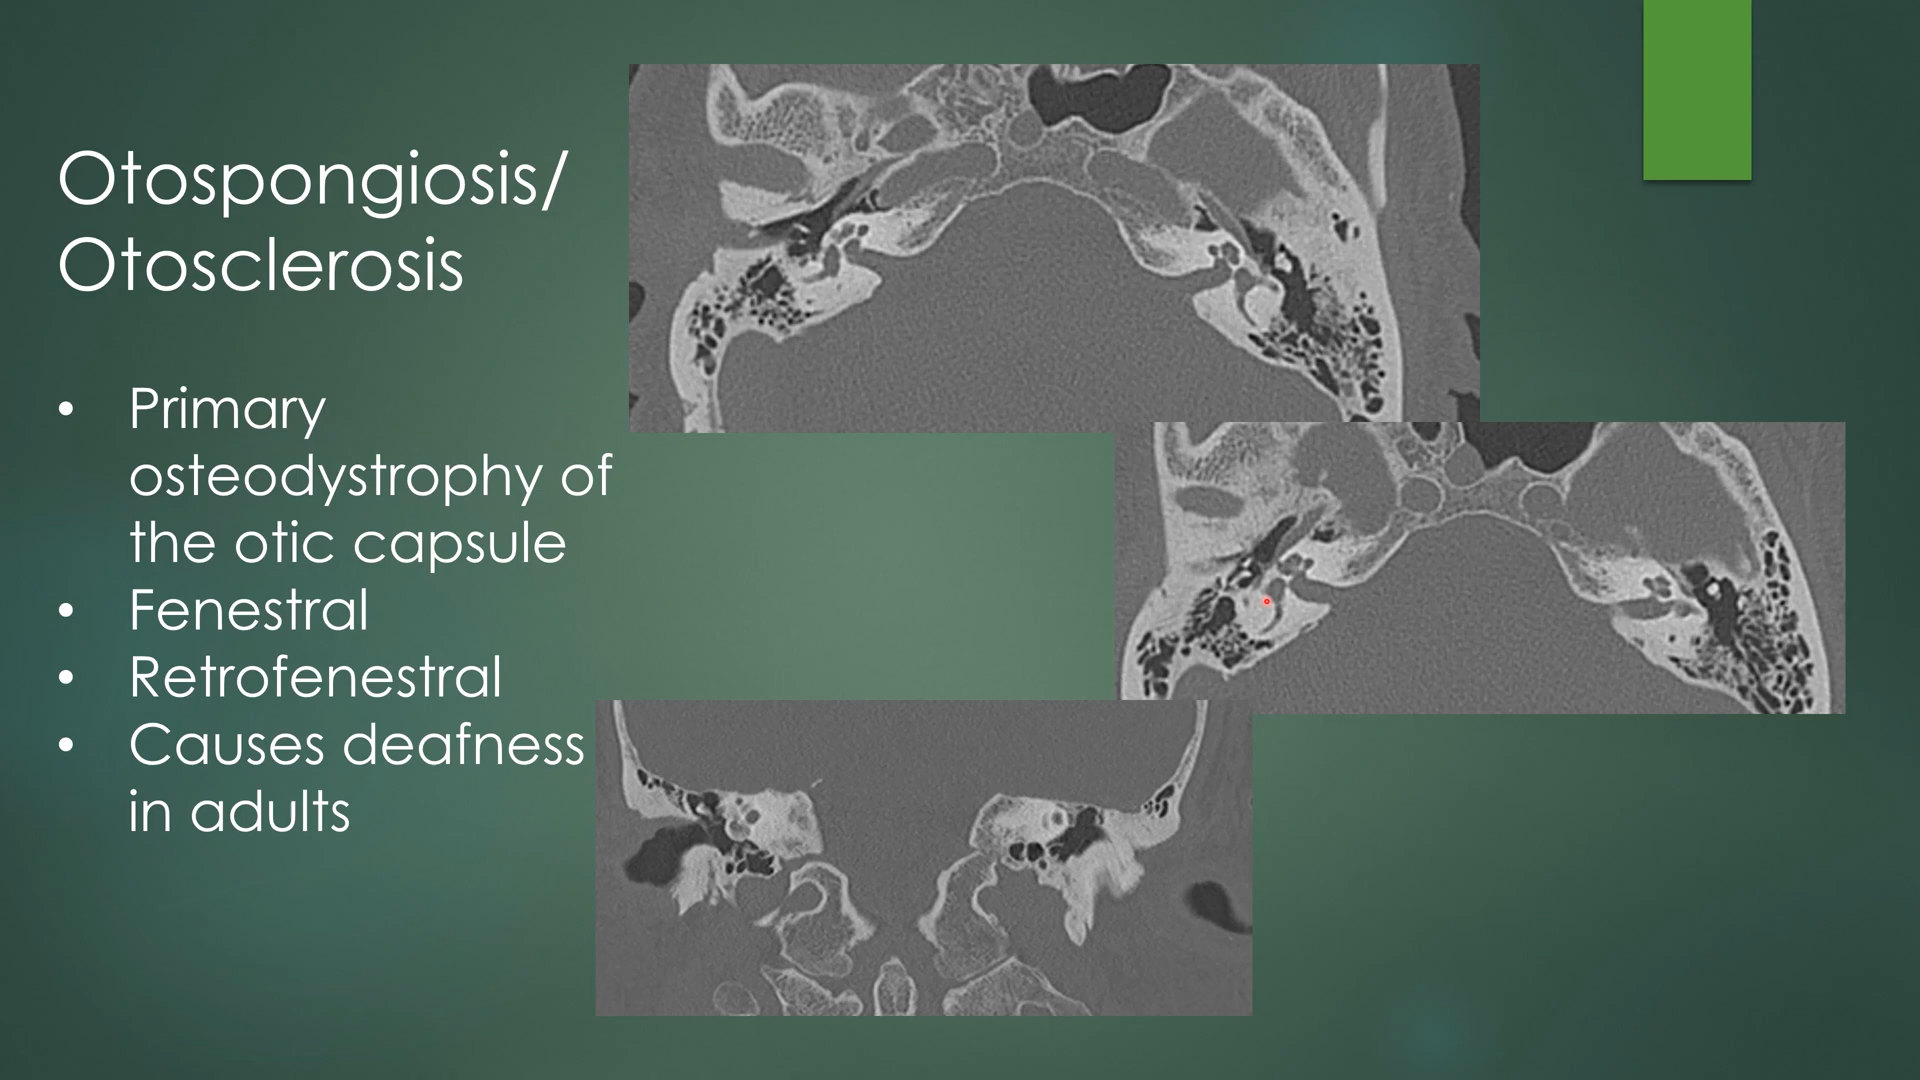 Otospongiosis/
Otosclerosis
• Primary
osteodystrophy of
the otic capsule
• Fenestral
• Retrofenestral
• Causes deafness
in adults